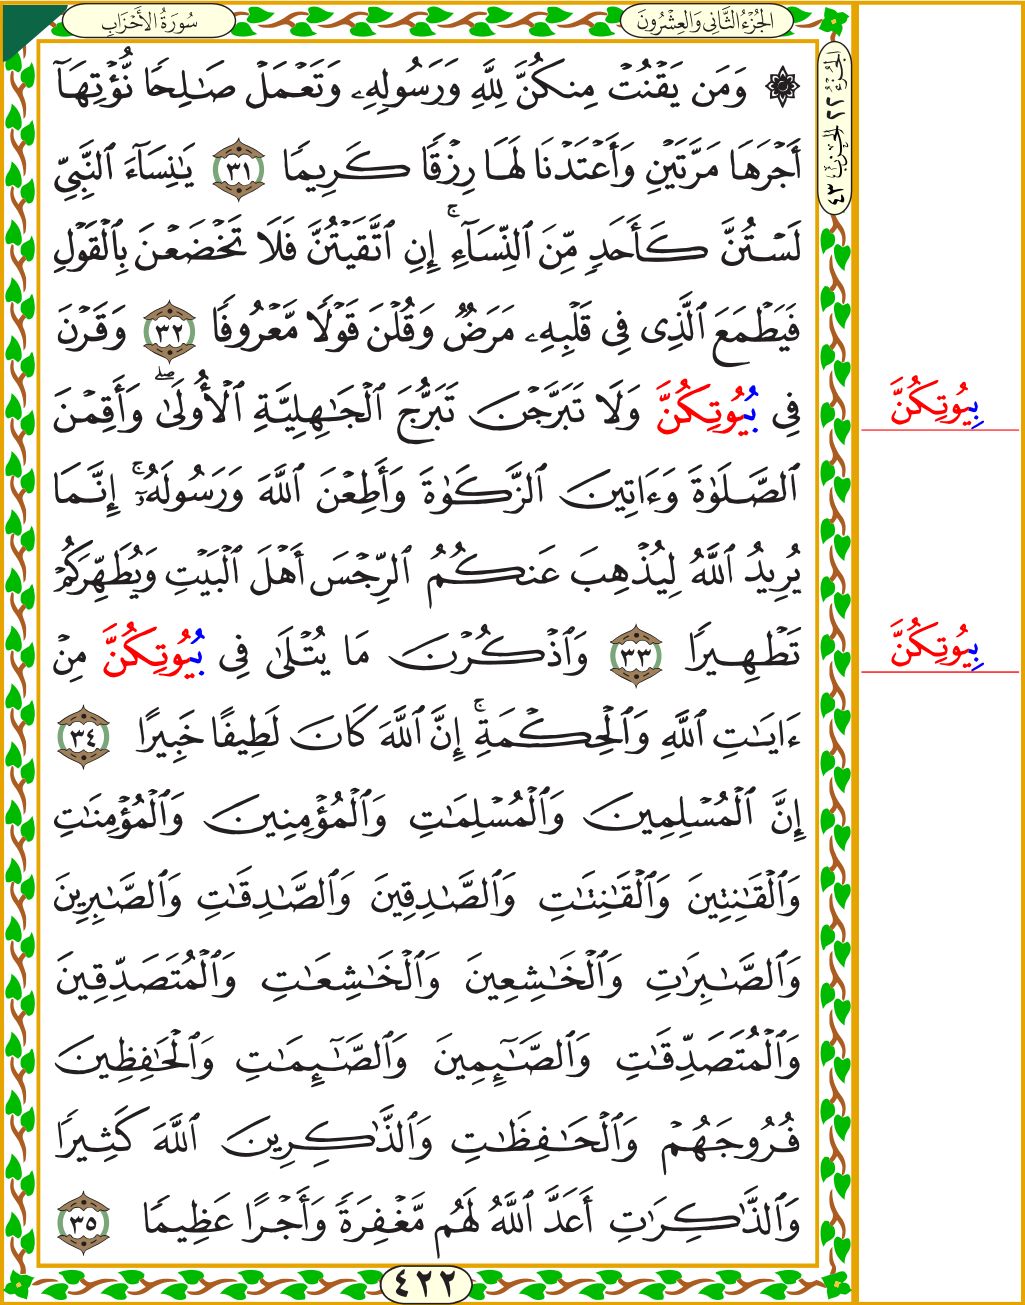 سُورَةُ الأَحْزَابِ
الجُزْءُ الثَّانِي وَالعِشْرُونَ
الجزء ٢٢ الحزب ٤٣
۞ وَمَن يَقْنُتْ مِنكُنَّ لِلَّهِ وَرَسُولِهِۦ وَتَعْمَلْ صَـٰلِحًا نُّؤْتِهَآ
أَجْرَهَا مَرَّتَيْنِ وَأَعْتَدْنَا لَهَا رِزْقًا كَرِيمًا ٣١ يَـٰنِسَآءَ ٱلنَّبِىِّ
لَسْتُنَّ كَأَحَدٍ مِّنَ ٱلنِّسَآءِ ۚ إِنِ ٱتَّقَيْتُنَّ فَلَا تَخْضَعْنَ بِٱلْقَوْلِ
فَيَطْمَعَ ٱلَّذِى فِى قَلْبِهِۦ مَرَضٌ وَقُلْنَ قَوْلًا مَّعْرُوفًا ٣٢ وَقَرْنَ
فِى بُيُوتِكُنَّ وَلَا تَبَرَّجْنَ تَبَرُّجَ ٱلْجَـٰهِلِيَّةِ ٱلْأُولَىٰ ۖ وَأَقِمْنَ
بِيُوتِكُنَّ
ٱلصَّلَوٰةَ وَءَاتِينَ ٱلزَّكَوٰةَ وَأَطِعْنَ ٱللَّهَ وَرَسُولَهُۥٓ ۚ إِنَّمَا
يُرِيدُ ٱللَّهُ لِيُذْهِبَ عَنكُمُ ٱلرِّجْسَ أَهْلَ ٱلْبَيْتِ وَيُطَهِّرَكُمْ
تَطْهِيرًا ٣٣ وَٱذْكُرْنَ مَا يُتْلَىٰ فِى بُيُوتِكُنَّ مِنْ
بِيُوتِكُنَّ
ءَايَـٰتِ ٱللَّهِ وَٱلْحِكْمَةِ ۚ إِنَّ ٱللَّهَ كَانَ لَطِيفًا خَبِيرًا ٣٤
إِنَّ ٱلْمُسْلِمِينَ وَٱلْمُسْلِمَـٰتِ وَٱلْمُؤْمِنِينَ وَٱلْمُؤْمِنَـٰتِ
وَٱلْقَـٰنِتِينَ وَٱلْقَـٰنِتَـٰتِ وَٱلصَّـٰدِقِينَ وَٱلصَّـٰدِقَـٰتِ وَٱلصَّـٰبِرِينَ
وَٱلصَّـٰبِرَٰتِ وَٱلْخَـٰشِعِينَ وَٱلْخَـٰشِعَـٰتِ وَٱلْمُتَصَدِّقِينَ
وَٱلْمُتَصَدِّقَـٰتِ وَٱلصَّـٰٓئِمِينَ وَٱلصَّـٰٓئِمَـٰتِ وَٱلْحَـٰفِظِينَ
فُرُوجَهُمْ وَٱلْحَـٰفِظَـٰتِ وَٱلذَّٰكِرِينَ ٱللَّهَ كَثِيرًا
وَٱلذَّٰكِرَٰتِ أَعَدَّ ٱللَّهُ لَهُم مَّغْفِرَةً وَأَجْرًا عَظِيمًا ٣٥
٤٢٢